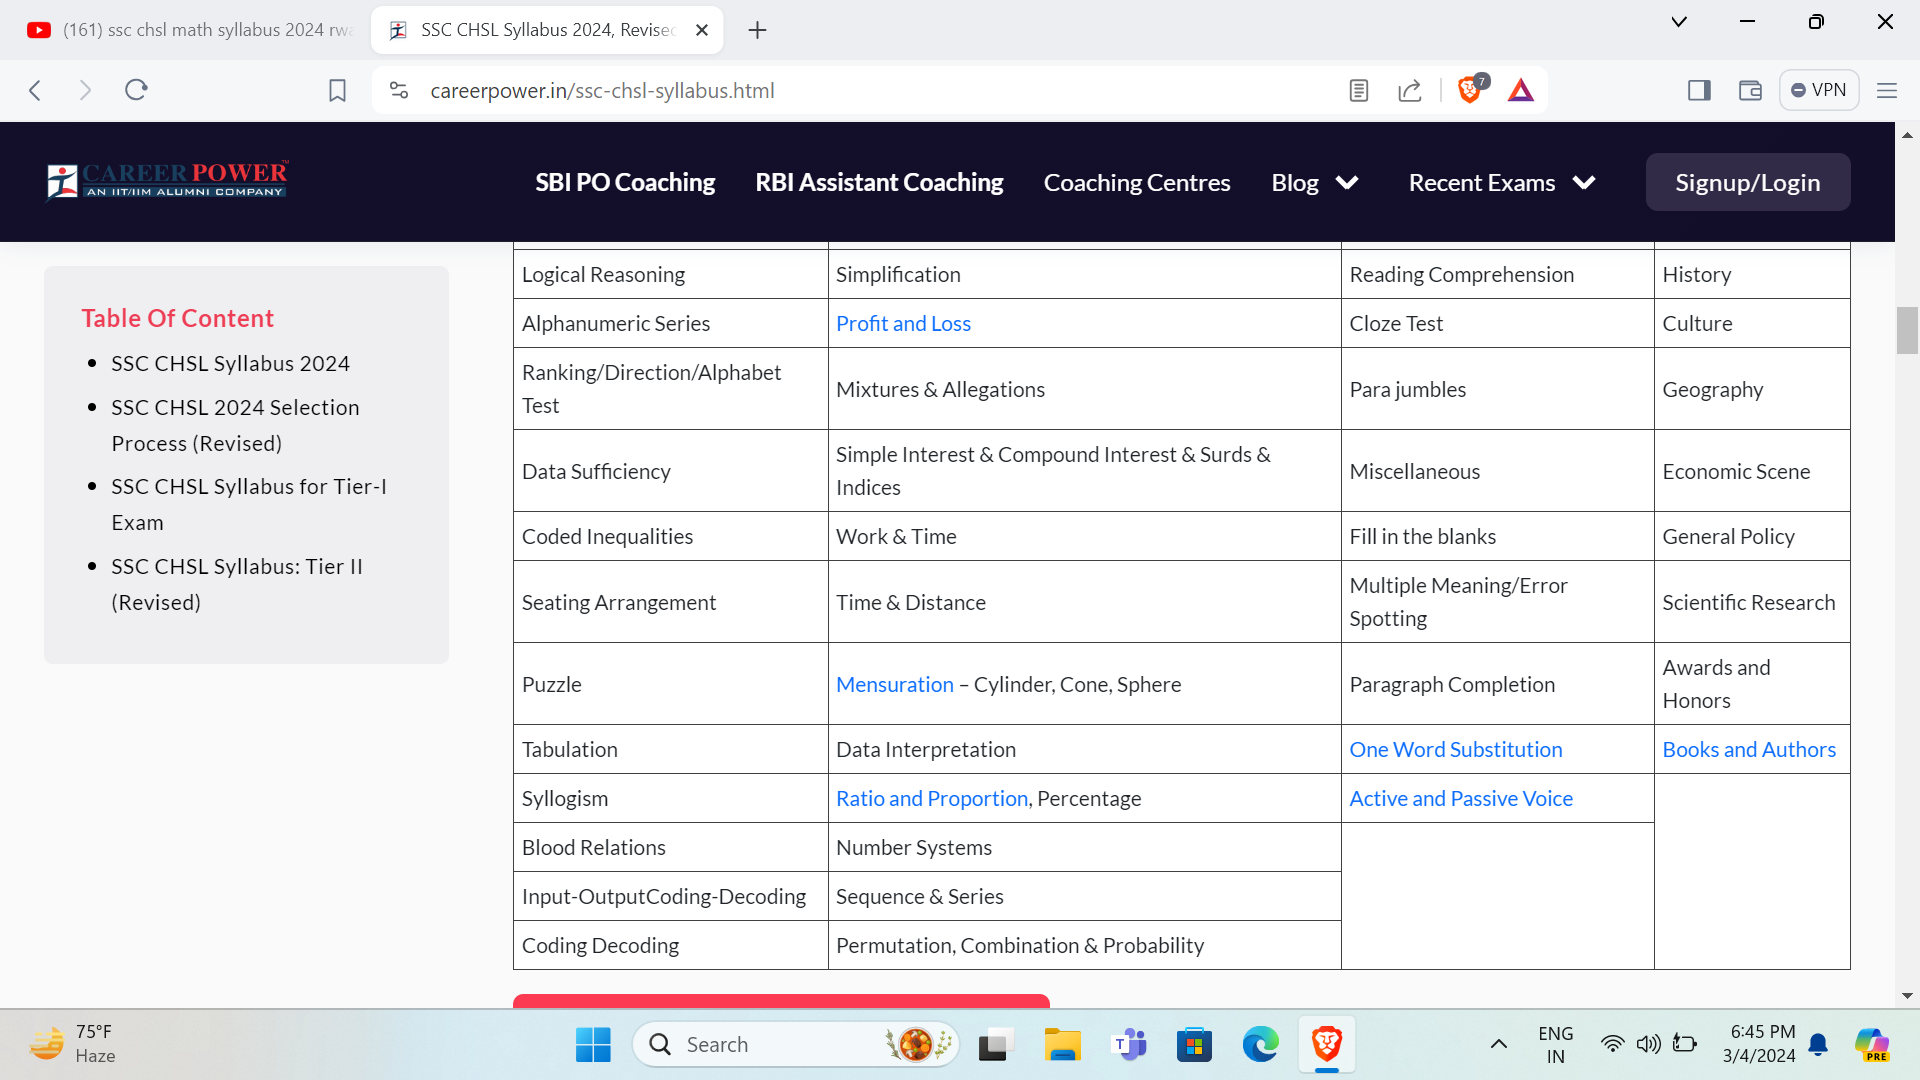 (161) ssc chsl math syllabus 2024 rwa
SSC CHSL Syllabus 2024, Revised
careerpower.in/ssc-chsl-syllabus.html
7
VPN
CAREER POWER
AN IIT/IIM ALUMNI COMPANY
SBI PO Coaching
RBI Assistant Coaching
Coaching Centres
Blog
Recent Exams
Signup/Login
Table Of Content
SSC CHSL Syllabus 2024
SSC CHSL 2024 Selection
Process (Revised)
SSC CHSL Syllabus for Tier-I
Exam
SSC CHSL Syllabus: Tier II
(Revised)
Logical Reasoning
Simplification
Reading Comprehension
History
Alphanumeric Series
Profit and Loss
Cloze Test
Culture
Ranking/Direction/Alphabet
Test
Mixtures & Allegations
Para jumbles
Geography
Data Sufficiency
Simple Interest & Compound Interest & Surds &
Indices
Miscellaneous
Economic Scene
Coded Inequalities
Work & Time
Fill in the blanks
General Policy
Seating Arrangement
Time & Distance
Multiple Meaning/Error
Spotting
Scientific Research
Puzzle
Mensuration – Cylinder, Cone, Sphere
Paragraph Completion
Awards and
Honors
Tabulation
Data Interpretation
One Word Substitution
Books and Authors
Syllogism
Ratio and Proportion, Percentage
Active and Passive Voice
Blood Relations
Number Systems
Input-OutputCoding-Decoding
Sequence & Series
Coding Decoding
Permutation, Combination & Probability
75°F
Haze
Search
ENG
IN
6:45 PM
3/4/2024
PRE